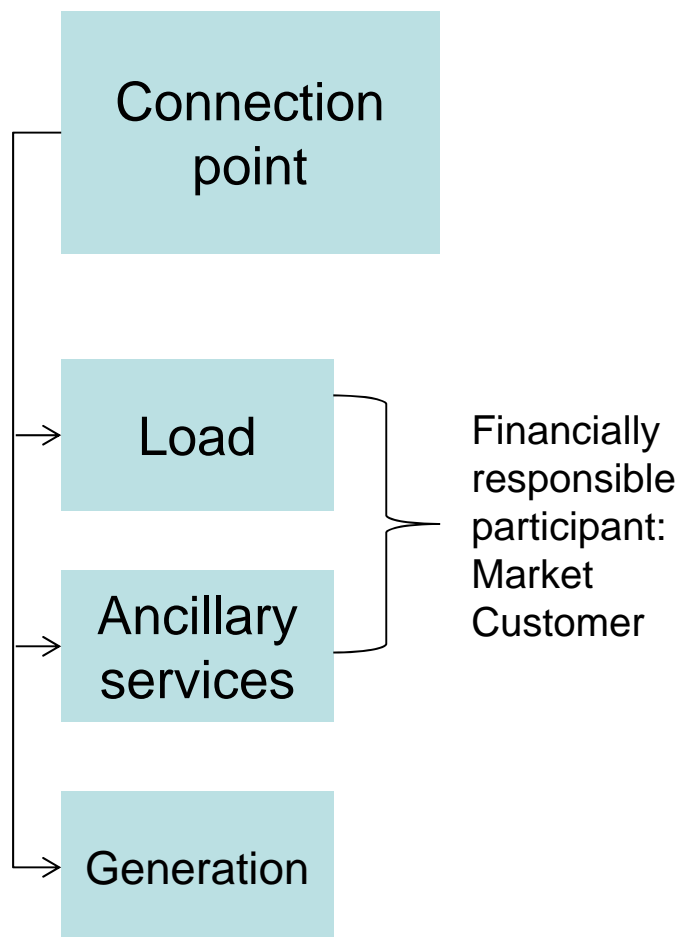 Connection
point
Load
Financially
responsible
participant:
Market
Customer
Ancillary
services
Generation